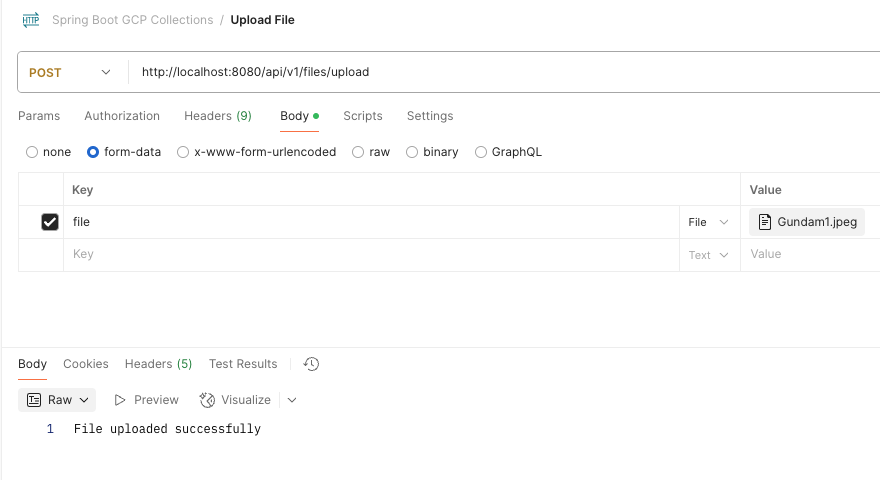 HTTP Spring Boot GCP Collections / Upload File
POST http://localhost:8080/api/v1/files/upload
Params Authorization Headers (9) Body Scripts Settings
none form-data x-www-form-urlencoded raw binary GraphQL
Key Value
file File Gundam1.jpeg
Key Text Value
Body Cookies Headers (5) Test Results
Raw Preview Visualize
1 File uploaded successfully